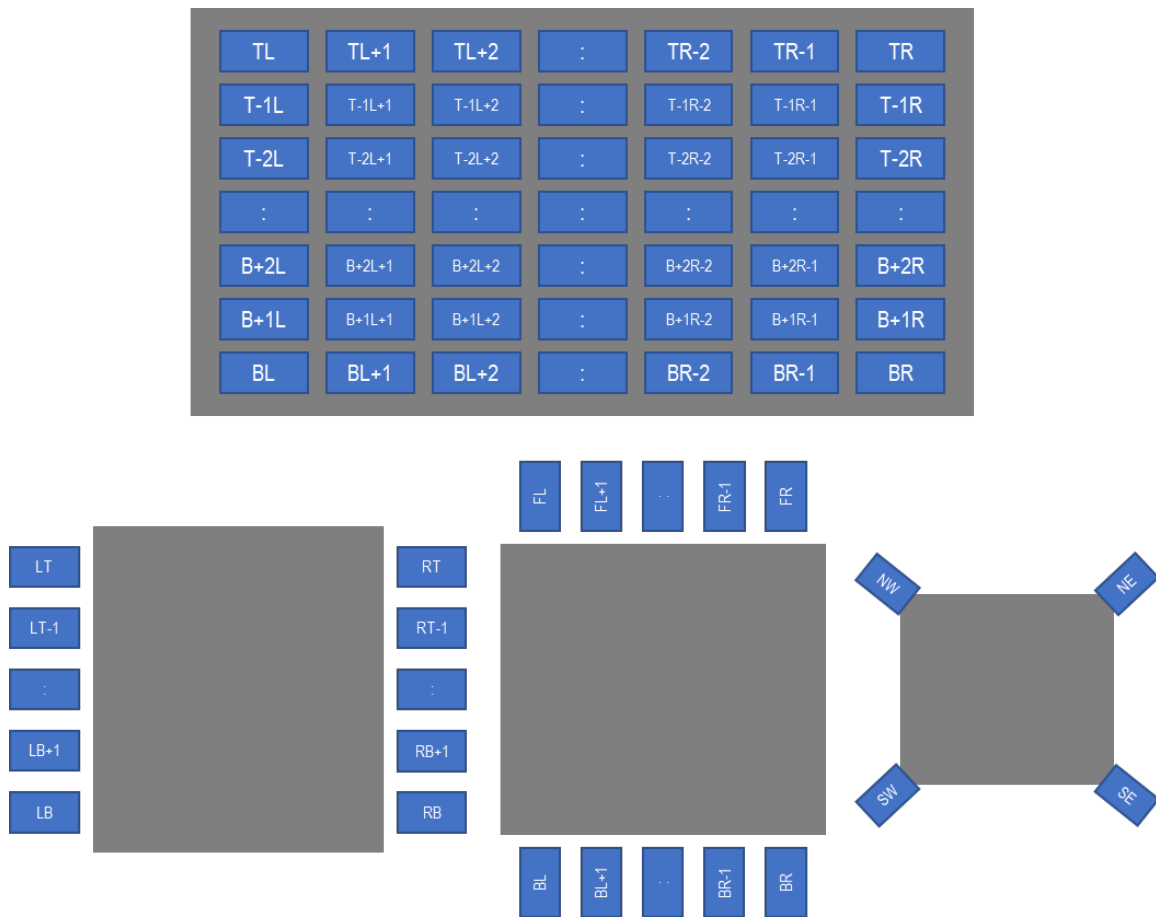 TL TL+1 TL+2 : TR-2 TR-1 TR
T-1L T-1L+1 T-1L+2 : T-1R-2 T-1R-1 T-1R
T-2L T-2L+1 T-2L+2 : T-2R-2 T-2R-1 T-2R
: : : : : : :
B+2L B+2L+1 B+2L+2 : B+2R-2 B+2R-1 B+2R
B+1L B+1L+1 B+1L+2 : B+1R-2 B+1R-1 B+1R
BL BL+1 BL+2 : BR-2 BR-1 BR
LT RT
LT-1 RT-1
: :
LB+1 RB+1
LB RB
FL FL+1 : FR-1 FR
BL BL+1 : BR-1 BR
NW NE
SW SE